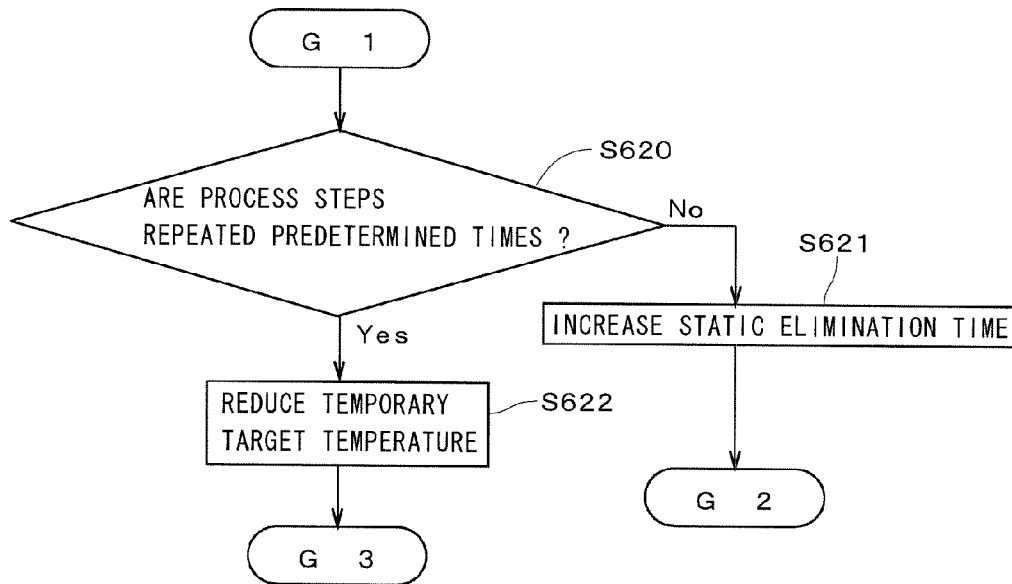 G 1
S620
ARE PROCESS STEPS
REPEATED PREDETERMINED TIMES ?
No
S621
INCREASE STATIC ELIMINATION TIME
Yes
S622
REDUCE TEMPORARY
TARGET TEMPERATURE
G 2
G 3